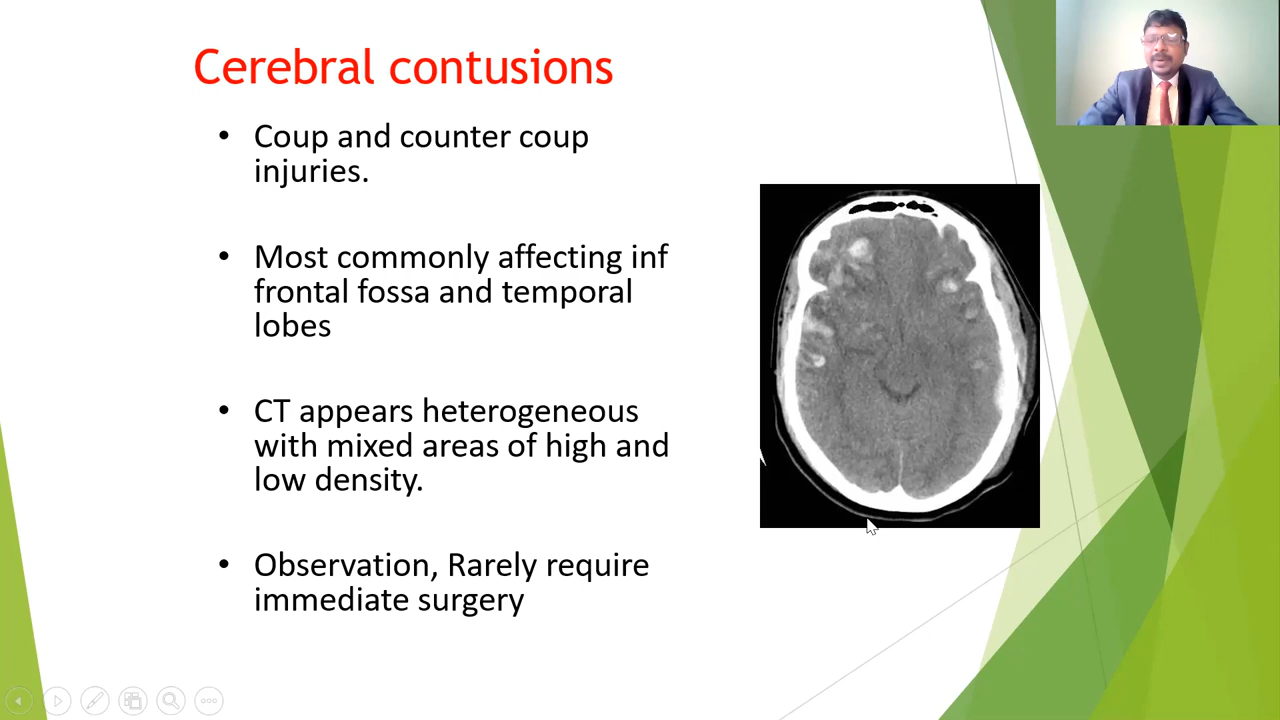 Cerebral contusions
• Coup and counter coup
injuries.
• Most commonly affecting inf
frontal fossa and temporal
lobes
• CT appears heterogeneous
with mixed areas of high and
low density.
• Observation, Rarely require
immediate surgery